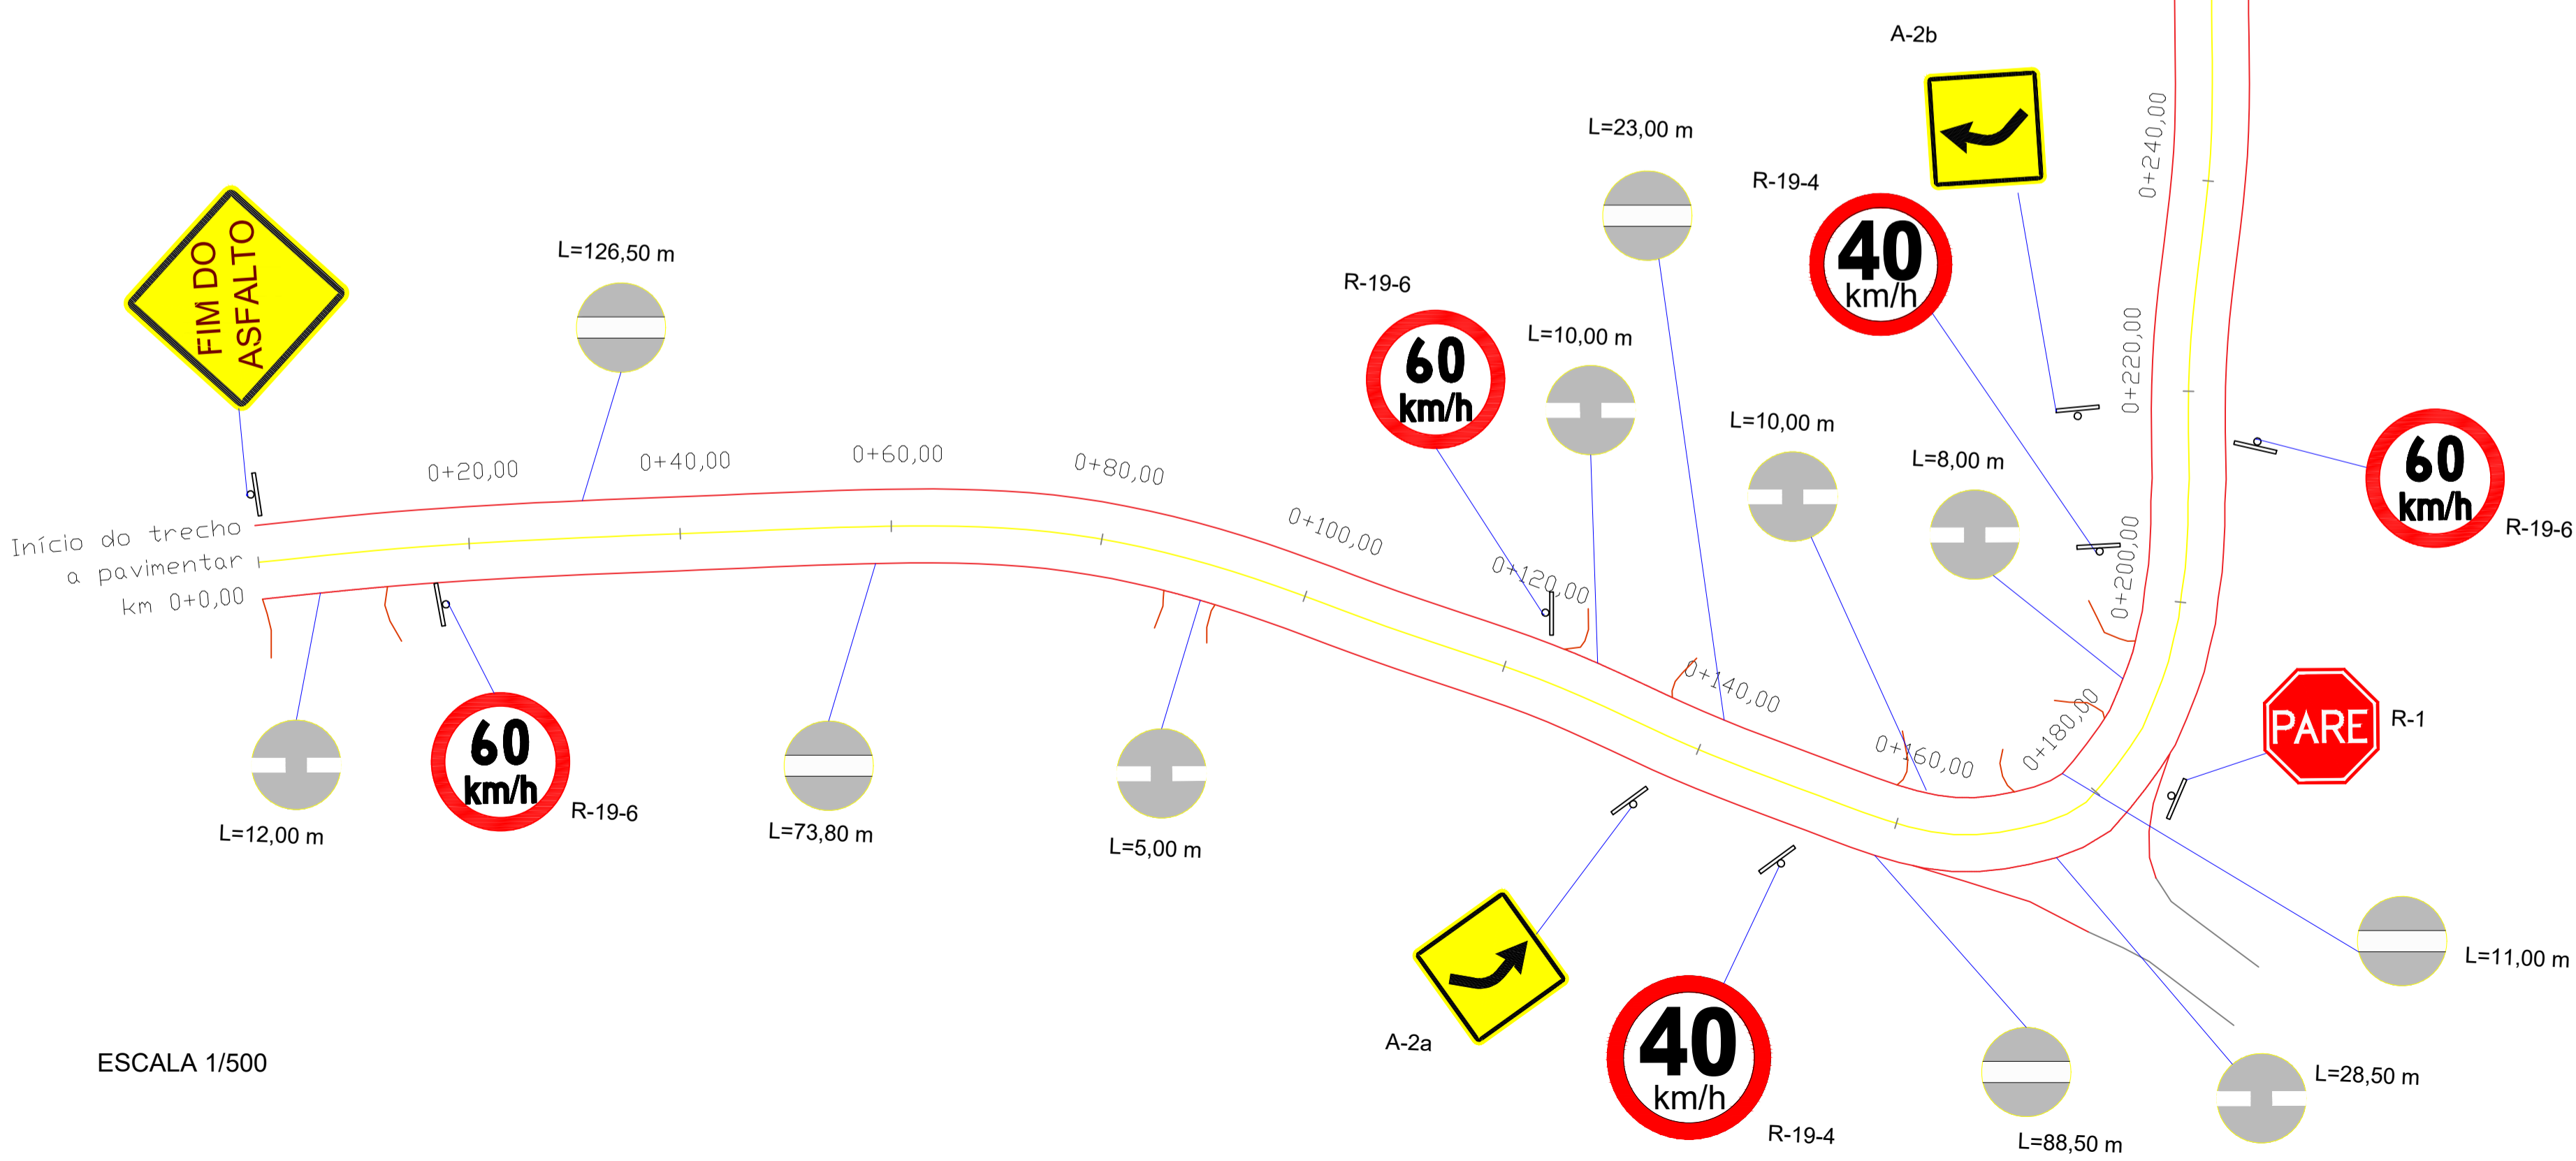 A-2b
L=23,00 m
R-19-4
40
km/h
0+240,00
FIM DO
ASFALTO
L=126,50 m
R-19-6
60
km/h
L=10,00 m
L=10,00 m
L=8,00 m
0+220,00
60
km/h
R-19-6
0+20,00
0+40,00
0+60,00
0+80,00
0+100,00
0+120,00
0+140,00
0+160,00
0+180,00
0+200,00
Início do trecho
a pavimentar
km 0+0,00
PARE
R-1
60
km/h
R-19-6
L=12,00 m
L=73,80 m
L=5,00 m
L=11,00 m
A-2a
40
km/h
R-19-4
L=88,50 m
L=28,50 m
ESCALA 1/500